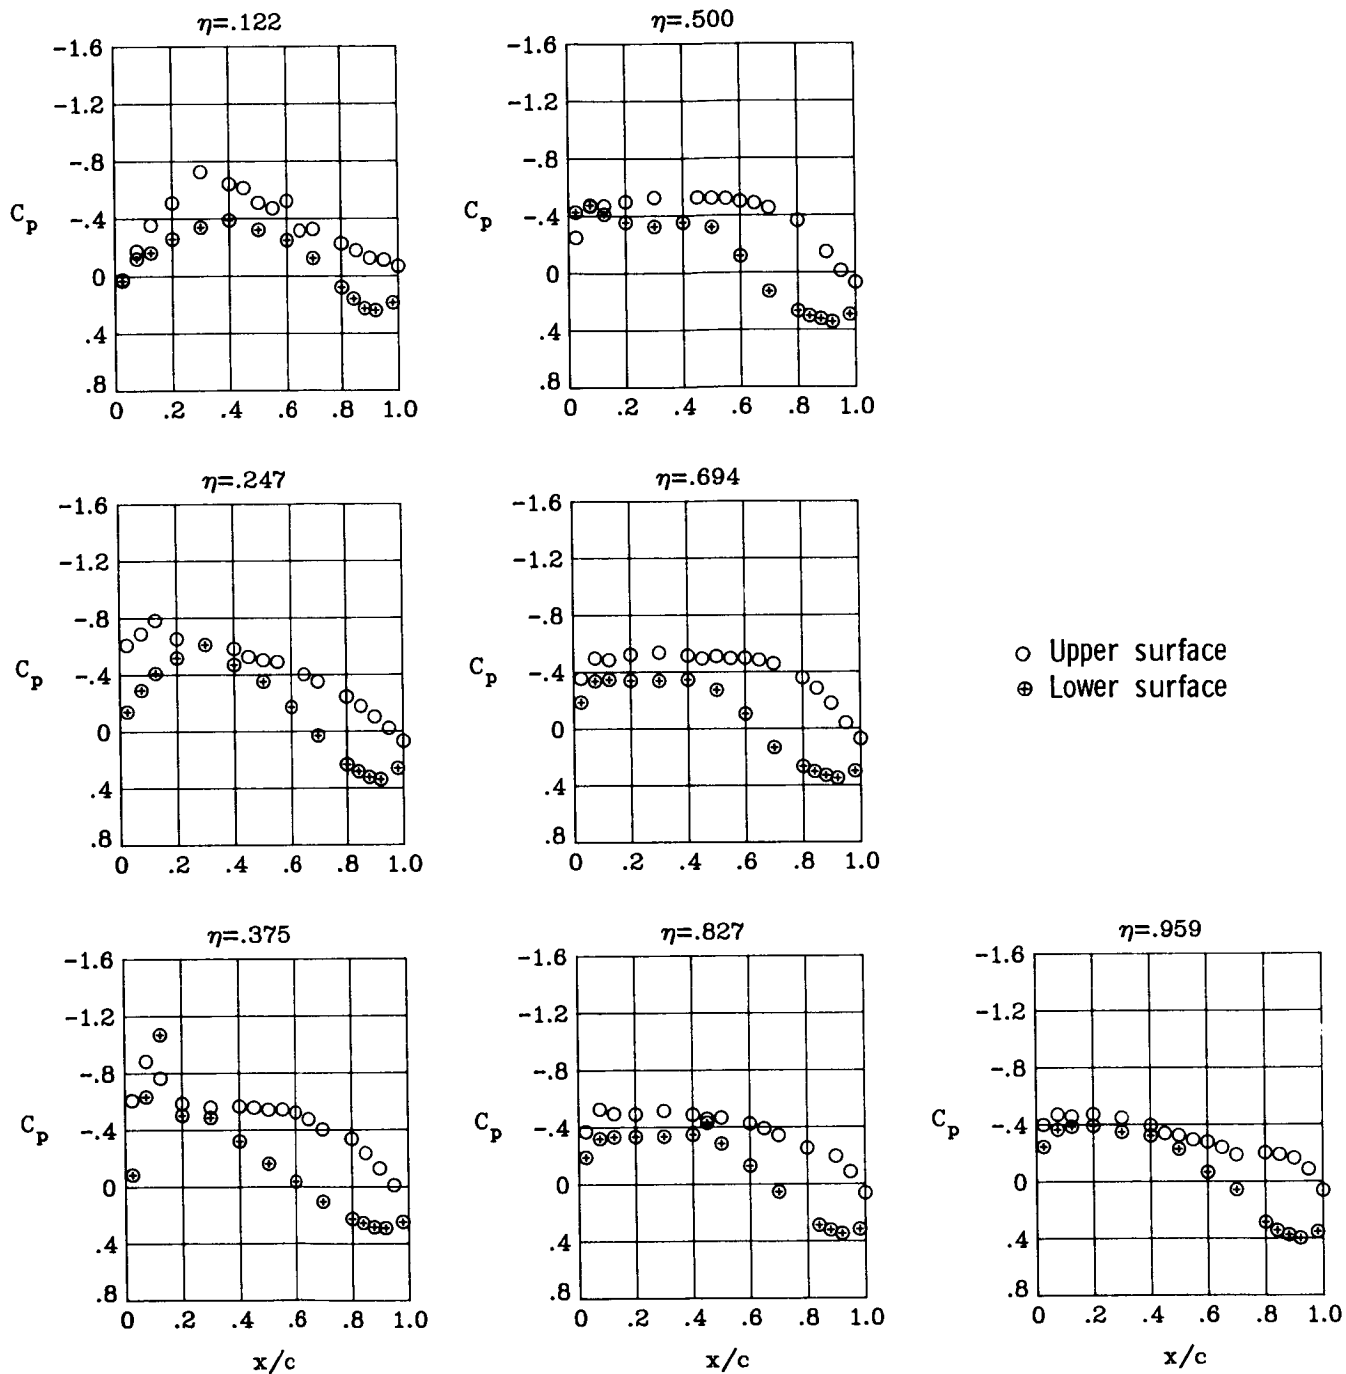 η=.122
-1.6
-1.2
-.8
C_p
-.4
0
.4
.8
0 .2 .4 .6 .8 1.0
η=.500
-1.6
-1.2
-.8
C_p
-.4
0
.4
.8
0 .2 .4 .6 .8 1.0
η=.247
-1.6
-1.2
-.8
C_p
-.4
0
.4
.8
0 .2 .4 .6 .8 1.0
η=.694
-1.6
-1.2
-.8
C_p
-.4
0
.4
.8
0 .2 .4 .6 .8 1.0
Upper surface
Lower surface
η=.375
-1.6
-1.2
-.8
C_p
-.4
0
.4
.8
0 .2 .4 .6 .8 1.0
x/c
η=.827
-1.6
-1.2
-.8
C_p
-.4
0
.4
.8
0 .2 .4 .6 .8 1.0
x/c
η=.959
-1.6
-1.2
-.8
C_p
-.4
0
.4
.8
0 .2 .4 .6 .8 1.0
x/c